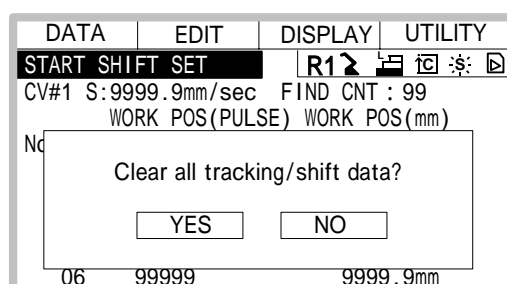 DATA EDIT DISPLAY UTILITY
START SHIFT SET R1 C S
CV#1 S:9999.9mm/sec FIND CNT : 99
WORK POS(PULSE) WORK POS(mm)
Clear all tracking/shift data?
YES NO
06 99999 9999.9mm